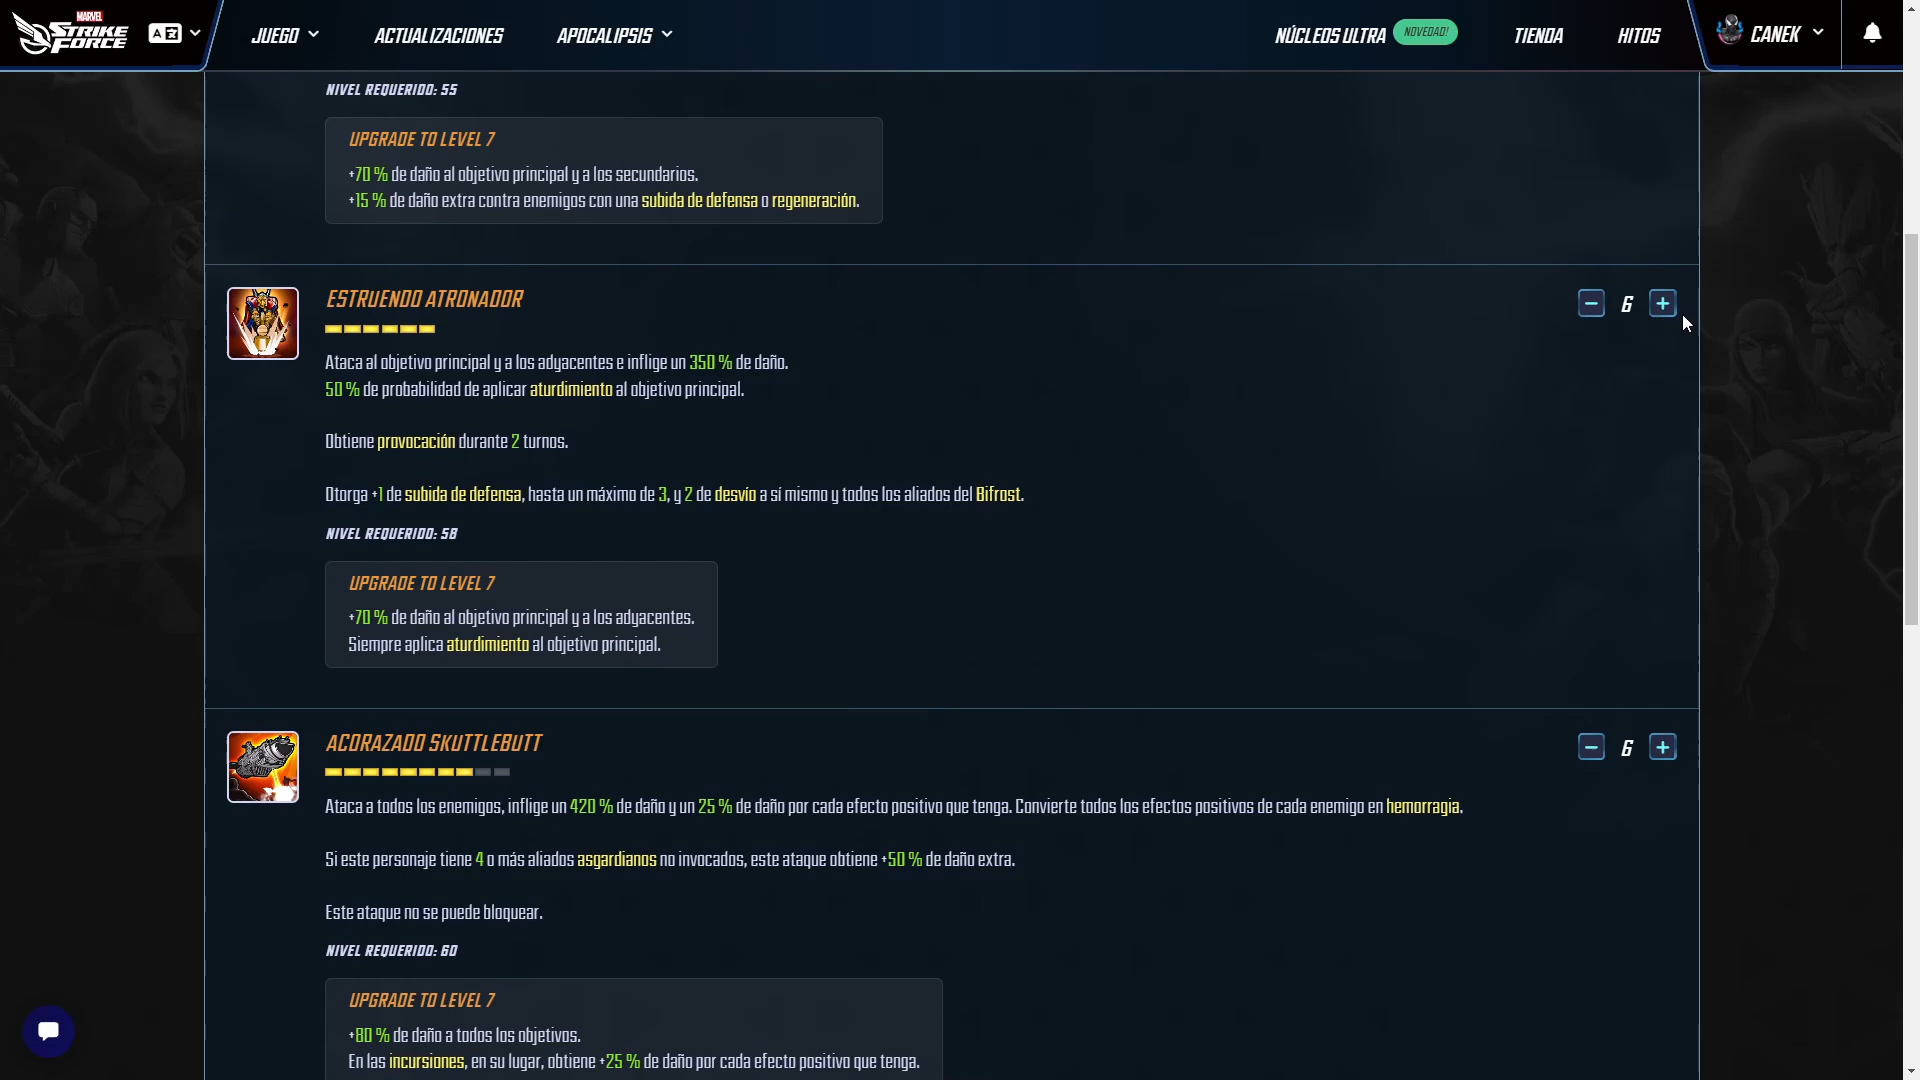 MARVEL
STRIKE
FORCE
JUEGO
ACTUALIZACIONES
APOCALIPSIS
NÚCLEOS ULTRA
NOVEDAD!
TIENDA
HITOS
CANEK
NIVEL REQUERIDO: 55
UPGRADE TO LEVEL 7
+70 % de daño al objetivo principal y a los secundarios.
+15 % de daño extra contra enemigos con una subida de defensa o regeneración.
ESTRUENDO ATRONADOR
6
Ataca al objetivo principal y a los adyacentes e inflige un 350 % de daño.
50 % de probabilidad de aplicar aturdimiento al objetivo principal.
Obtiene provocación durante 2 turnos.
Otorga +1 de subida de defensa, hasta un máximo de 3, y 2 de desvío a sí mismo y todos los aliados del Bifrost.
NIVEL REQUERIDO: 58
UPGRADE TO LEVEL 7
+70 % de daño al objetivo principal y a los adyacentes.
Siempre aplica aturdimiento al objetivo principal.
ACORAZADO SKUTTLEBUTT
6
Ataca a todos los enemigos, inflige un 420 % de daño y un 25 % de daño por cada efecto positivo que tenga. Convierte todos los efectos positivos de cada enemigo en hemorragia.
Si este personaje tiene 4 o más aliados asgardianos no invocados, este ataque obtiene +50 % de daño extra.
Este ataque no se puede bloquear.
NIVEL REQUERIDO: 60
UPGRADE TO LEVEL 7
+80 % de daño a todos los objetivos.
En las incursiones, en su lugar, obtiene +25 % de daño por cada efecto positivo que tenga.